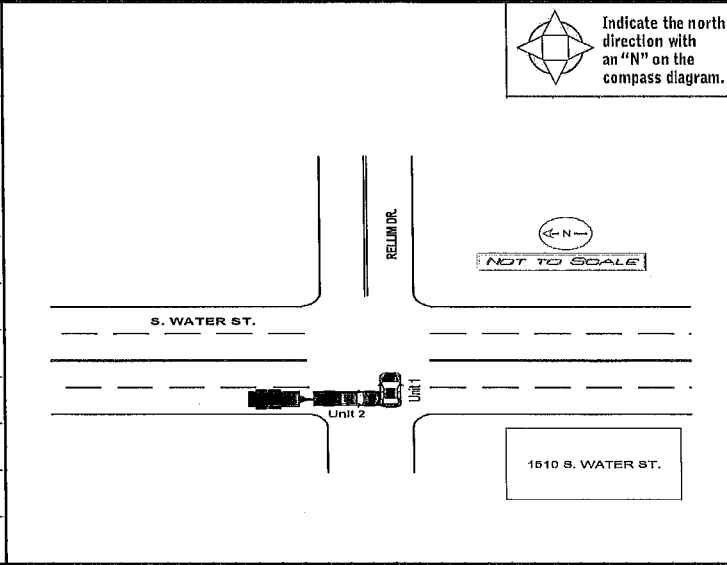 Indicate the north
direction with
an "N" on the
compass diagram.
RELLIM DR.
N
NOT TO SCALE
S. WATER ST.
Unit 1
Unit 2
1510 S. WATER ST.